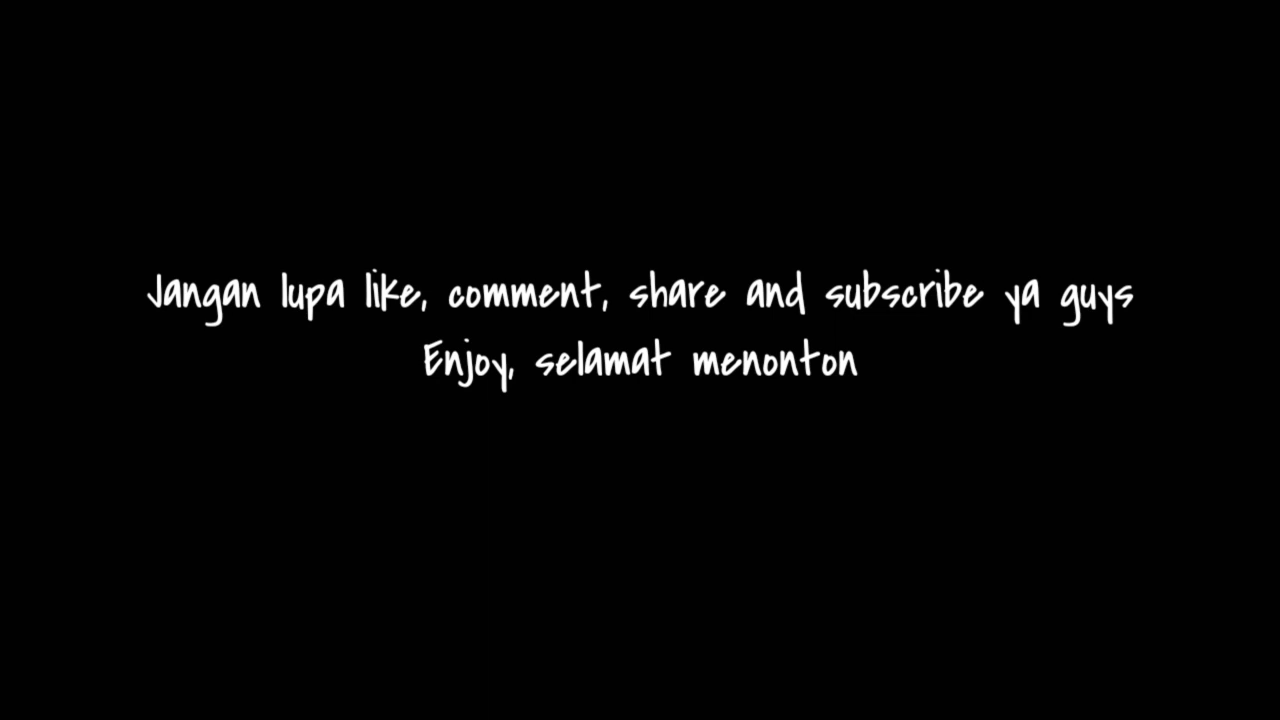 Jangan lupa like, comment, share and subscribe ya guys
Enjoy, selamat menonton